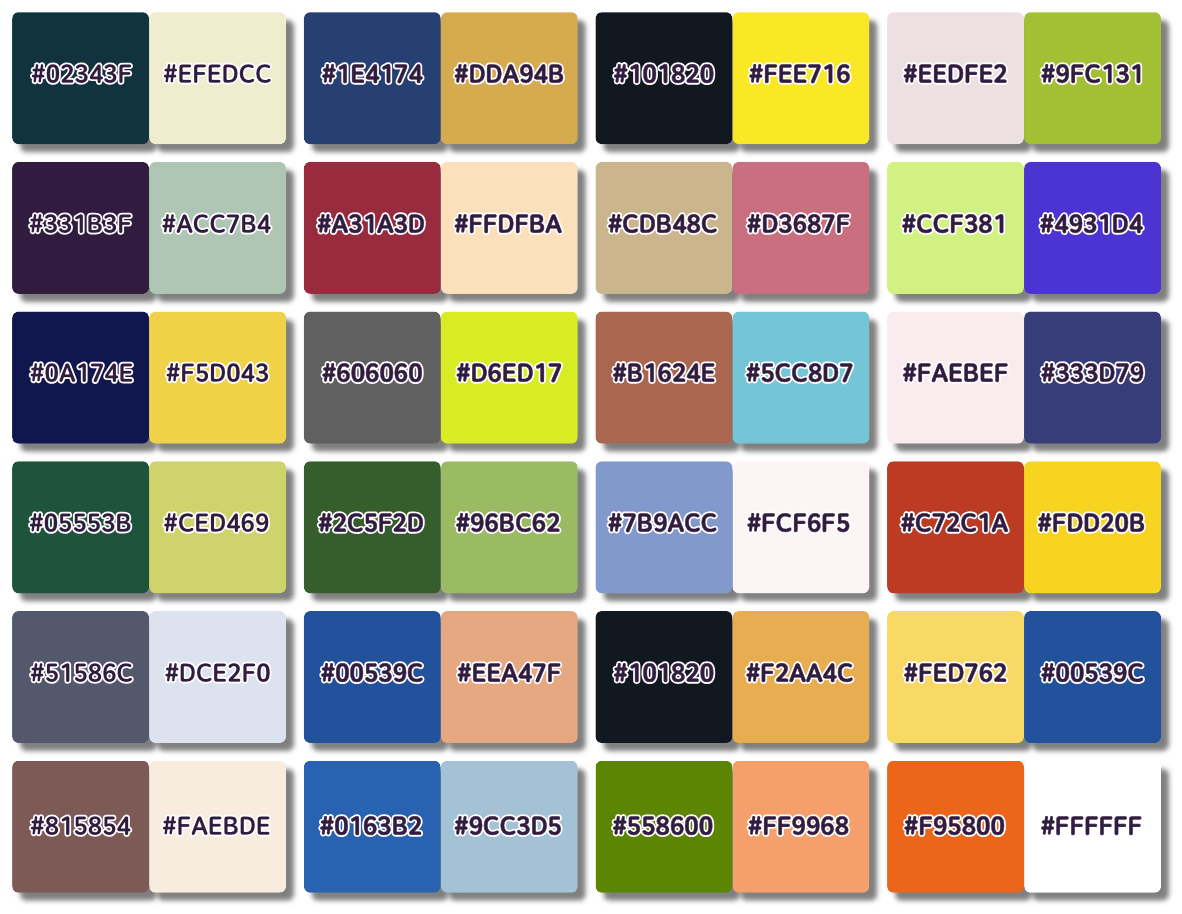 #02343F #EFEDCC #1E4174 #DDA94B #101820 #FEE716 #EEDFE2 #9FC131
#331B3F #ACC7B4 #A31A3D #FFDFBA #CDB48C #D3687F #CCF381 #4931D4
#0A174E #F5D043 #606060 #D6ED17 #B1624E #5CC8D7 #FAEBEF #333D79
#05553B #CED469 #2C5F2D #96BC62 #7B9ACC #FCF6F5 #C72C1A #FDD20B
#51586C #DCE2F0 #00539C #EEA47F #101820 #F2AA4C #FED762 #00539C
#815854 #FAEBDE #0163B2 #9CC3D5 #558600 #FF9968 #F95800 #FFFFFF